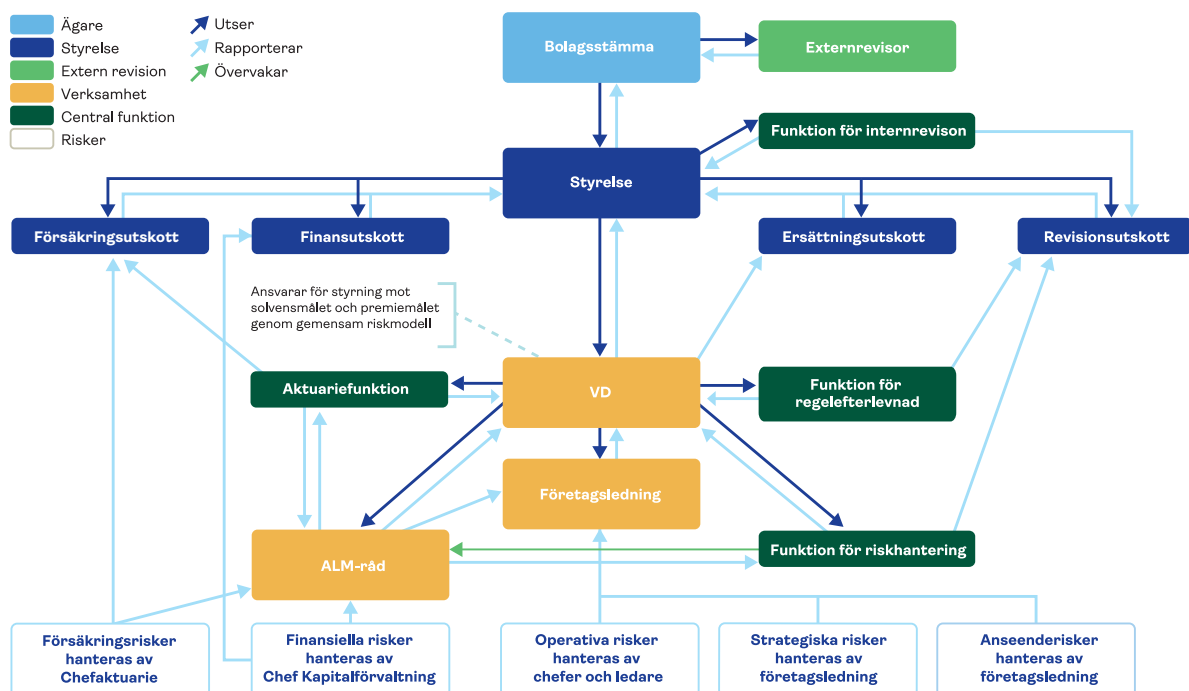 Ägare
Styrelse
Extern revision
Verksamhet
Central funktion
Risker
Utser
Rapporterar
Övervakar
Bolagsstämma
Externrevisor
Funktion för internrevison
Styrelse
Försäkringsutskott
Finansutskott
Ersättningsutskott
Revisionsutskott
Ansvarar för styrning mot
solvensmålet och premiemålet
genom gemensam riskmodell
Aktuariefunktion
VD
Funktion för
regelefterlevnad
Företagsledning
ALM-råd
Funktion för riskhantering
Försäkringsrisker
hanteras av
Chefaktuarie
Finansiella risker
hanteras av
Chef Kapitalförvaltning
Operativa risker
hanteras av
chefer och ledare
Strategiska risker
hanteras av
företagsledning
Anseenderisker
hanteras av
företagsledning